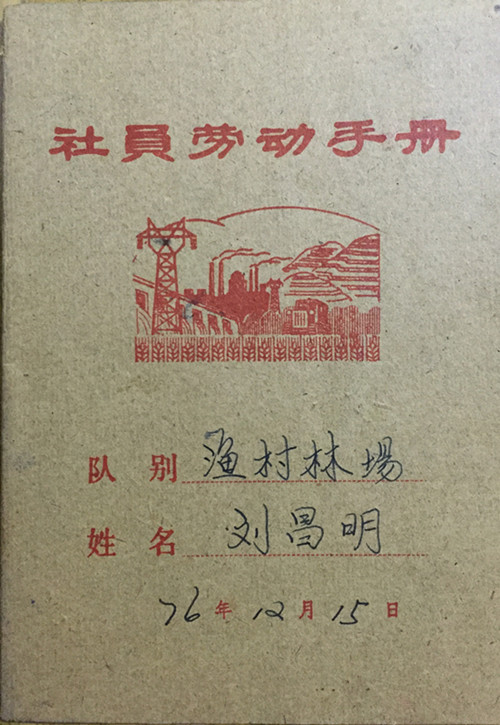 社員劳动手册
队别 渔村林場
姓名 刘昌明
76年12月15日